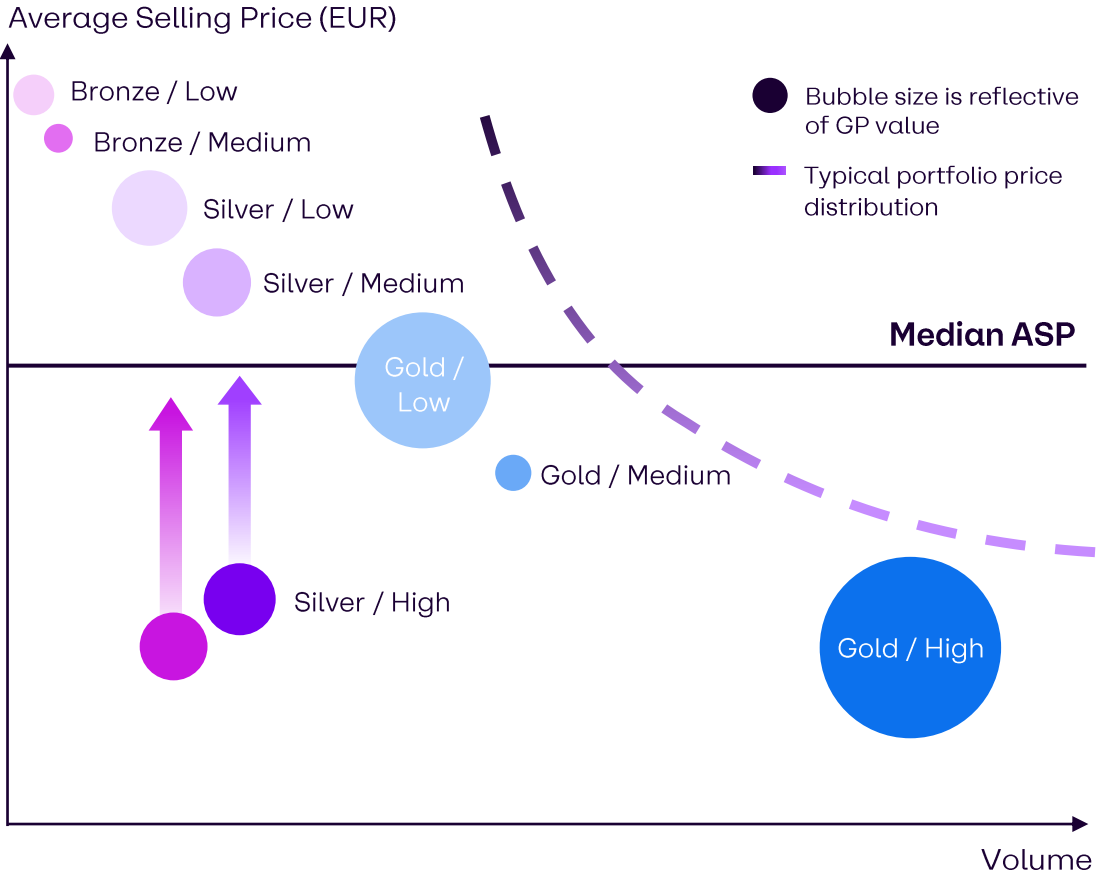 Average Selling Price (EUR)
Bronze / Low
Bubble size is reflective
of GP value
Bronze / Medium
Typical portfolio price
distribution
Silver / Low
Silver / Medium
Median ASP
Gold /
Low
Gold / Medium
Silver / High
Gold / High
Volume